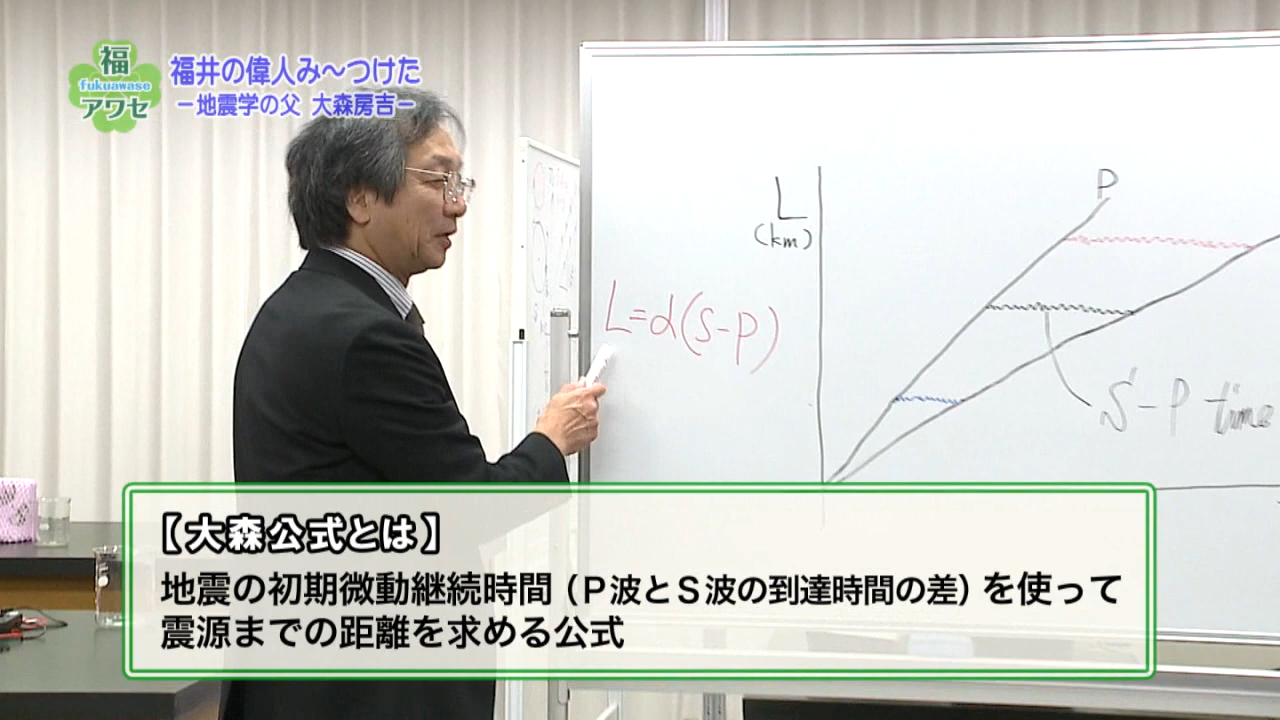 福
fukuawase
アワセ
福井の偉人み～つけた
－地震学の父 大森房吉－
L
(km)
P
L=α(S-P)
S-P time
【大森公式とは】
地震の初期微動継続時間（P波とS波の到達時間の差）を使って
震源までの距離を求める公式